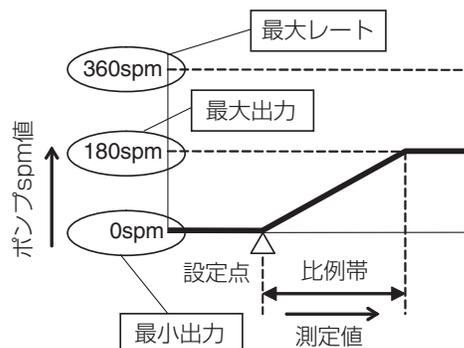 最大レート
360spm
最大出力
180spm
ポンプspm値
0spm
設定点
比例帯
最小出力
測定値